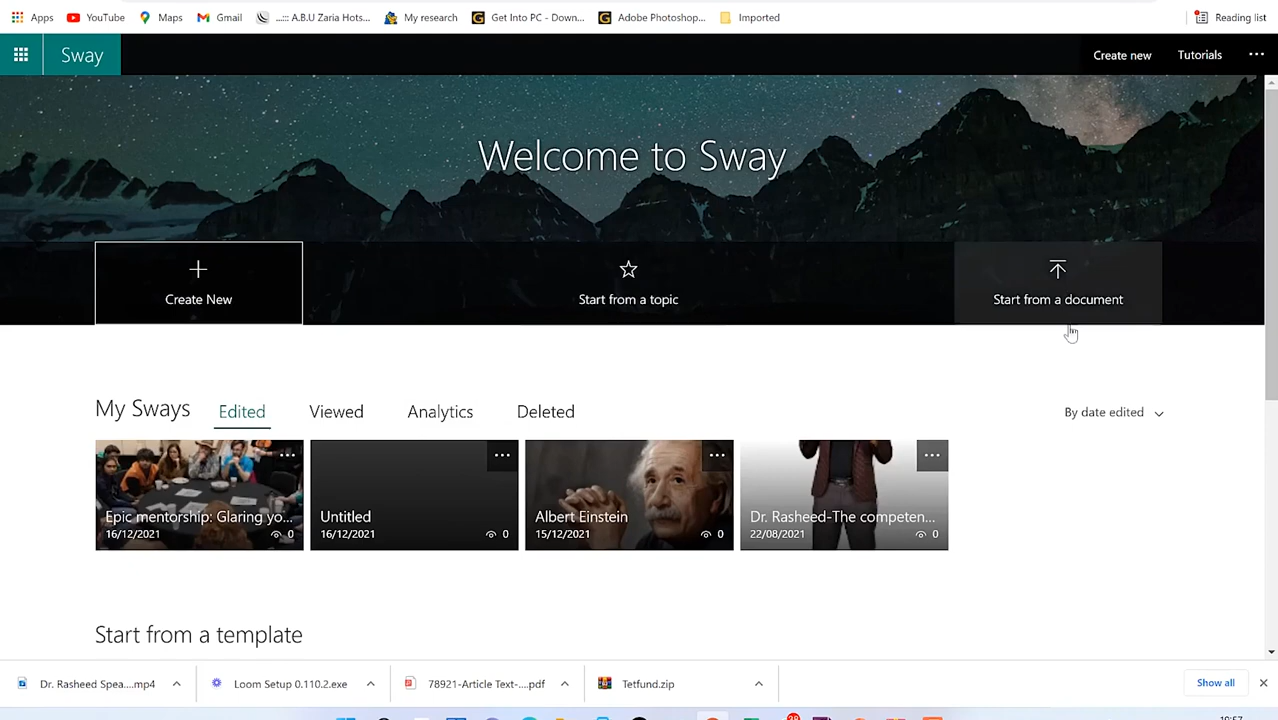 Apps YouTube Maps Gmail ...::: A.B.U Zaria Hots... My research Get Into PC - Down... Adobe Photoshop... Imported Reading list
Sway Create new Tutorials ...
Welcome to Sway
Create New Start from a topic Start from a document
My Sways Edited Viewed Analytics Deleted By date edited
Epic mentorship: Glaring yo... Untitled Albert Einstein Dr. Rasheed-The competen...
16/12/2021 0 16/12/2021 0 15/12/2021 0 22/08/2021 0
Start from a template
Dr. Rasheed Spea....mp4 Loom Setup 0.110.2.exe 78921-Article Text-....pdf Tetfund.zip Show all